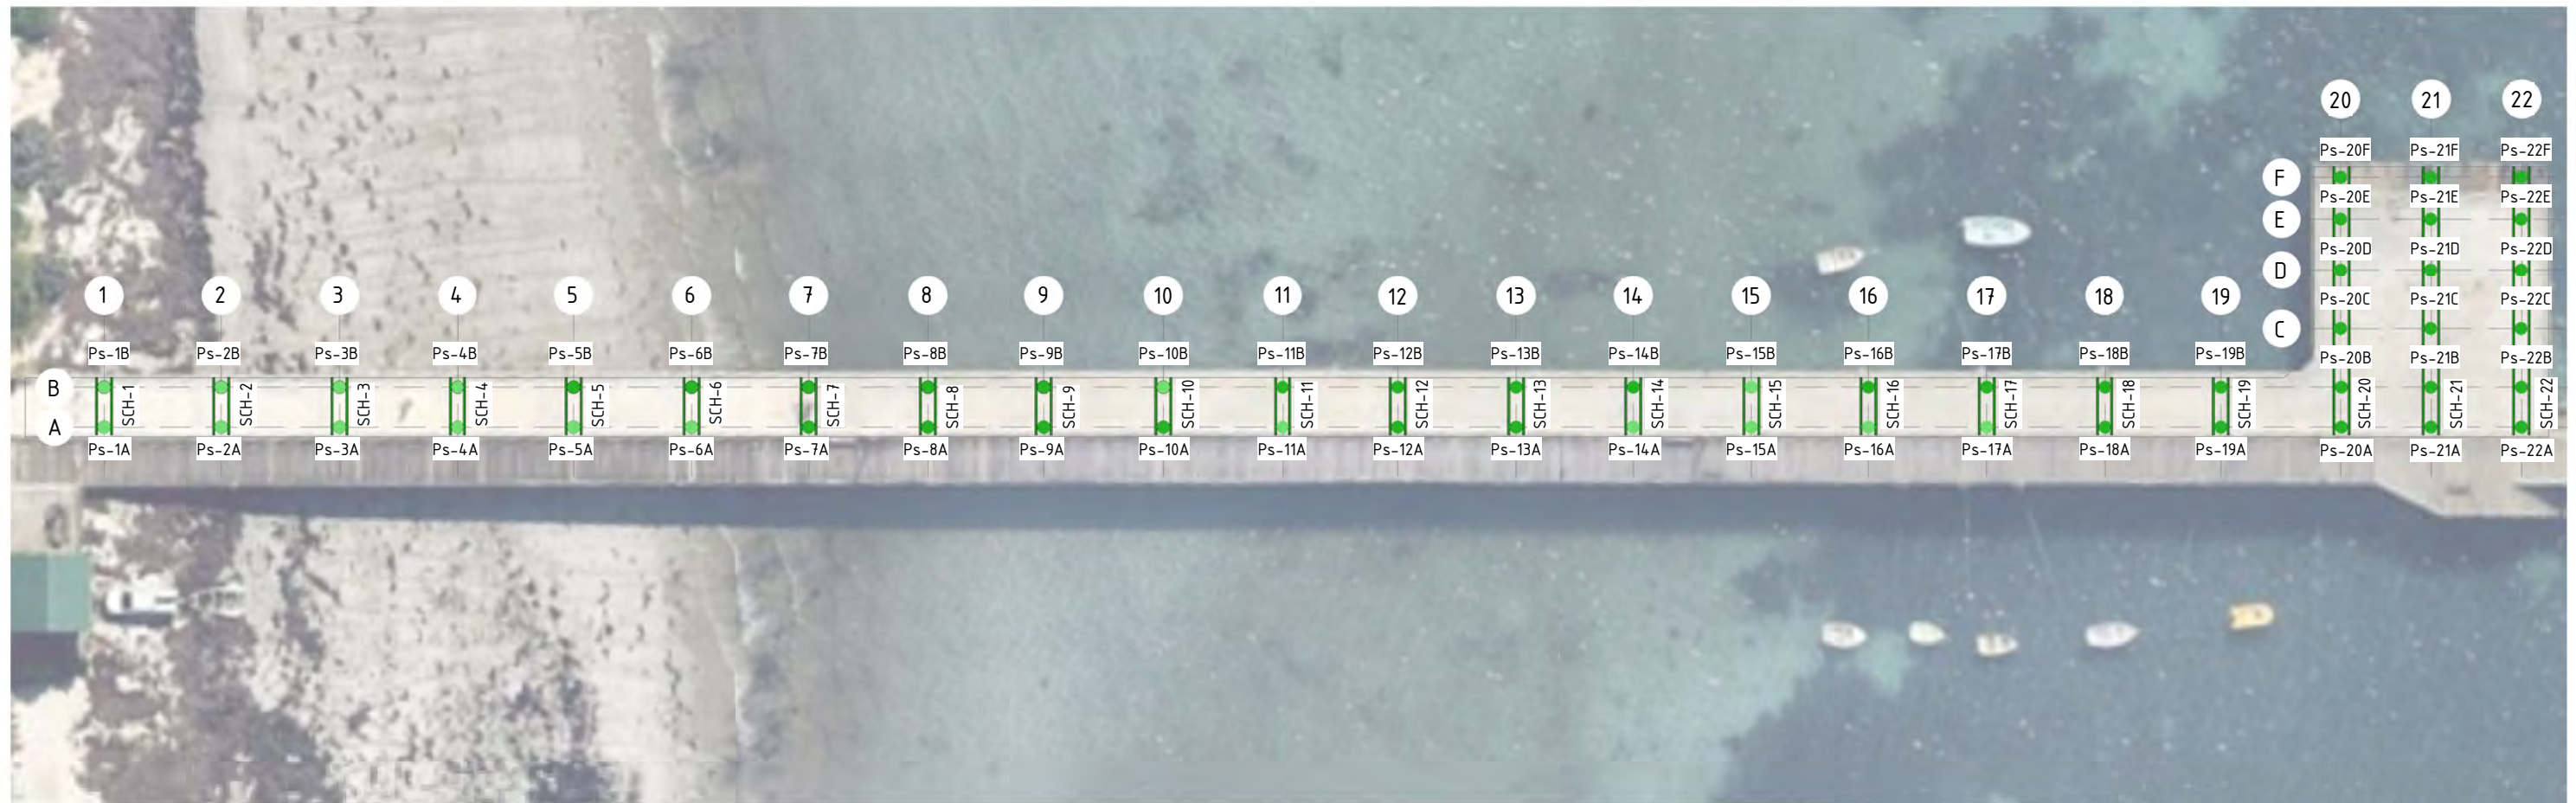 20 21 22
Ps-20F Ps-21F Ps-22F
F
Ps-20E Ps-21E Ps-22E
E
Ps-20D Ps-21D Ps-22D
D
1 2 3 4 5 6 7 8 9 10 11 12 13 14 15 16 17 18 19
Ps-20C Ps-21C Ps-22C
C
Ps-1B Ps-2B Ps-3B Ps-4B Ps-5B Ps-6B Ps-7B Ps-8B Ps-9B Ps-10B Ps-11B Ps-12B Ps-13B Ps-14B Ps-15B Ps-16B Ps-17B Ps-18B Ps-19B Ps-20B Ps-21B Ps-22B
B
SCH-1 SCH-2 SCH-3 SCH-4 SCH-5 SCH-6 SCH-7 SCH-8 SCH-9 SCH-10 SCH-11 SCH-12 SCH-13 SCH-14 SCH-15 SCH-16 SCH-17 SCH-18 SCH-19 SCH-20 SCH-21 SCH-22
A
Ps-1A Ps-2A Ps-3A Ps-4A Ps-5A Ps-6A Ps-7A Ps-8A Ps-9A Ps-10A Ps-11A Ps-12A Ps-13A Ps-14A Ps-15A Ps-16A Ps-17A Ps-18A Ps-19A Ps-20A Ps-21A Ps-22A